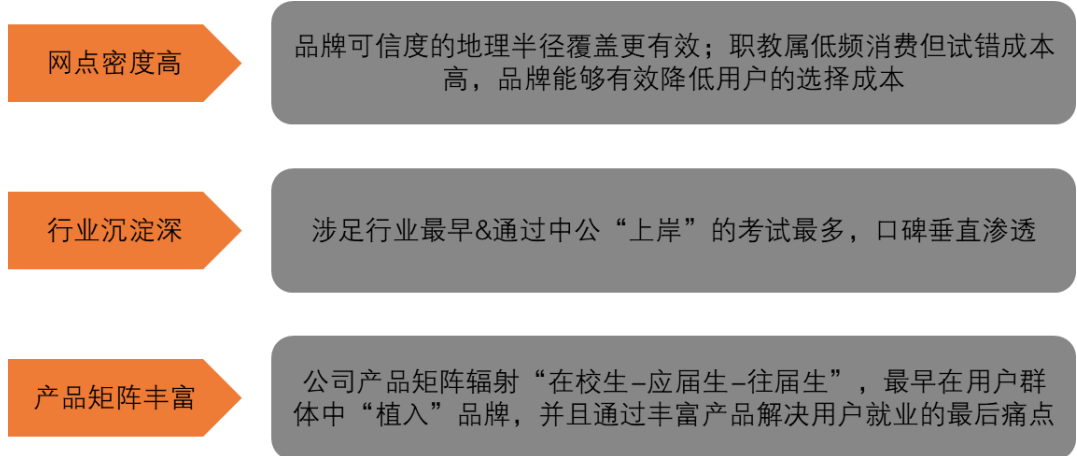 网点密度高
品牌可信度的地理半径覆盖更有效；职教属低频消费但试错成本
高，品牌能够有效降低用户的选择成本
行业沉淀深
涉足行业最早&通过中公“上岸”的考试最多，口碑垂直渗透
产品矩阵丰富
公司产品矩阵辐射“在校生-应届生-往届生”，最早在用户群
体中“植入”品牌，并且通过丰富产品解决用户就业的最后痛点